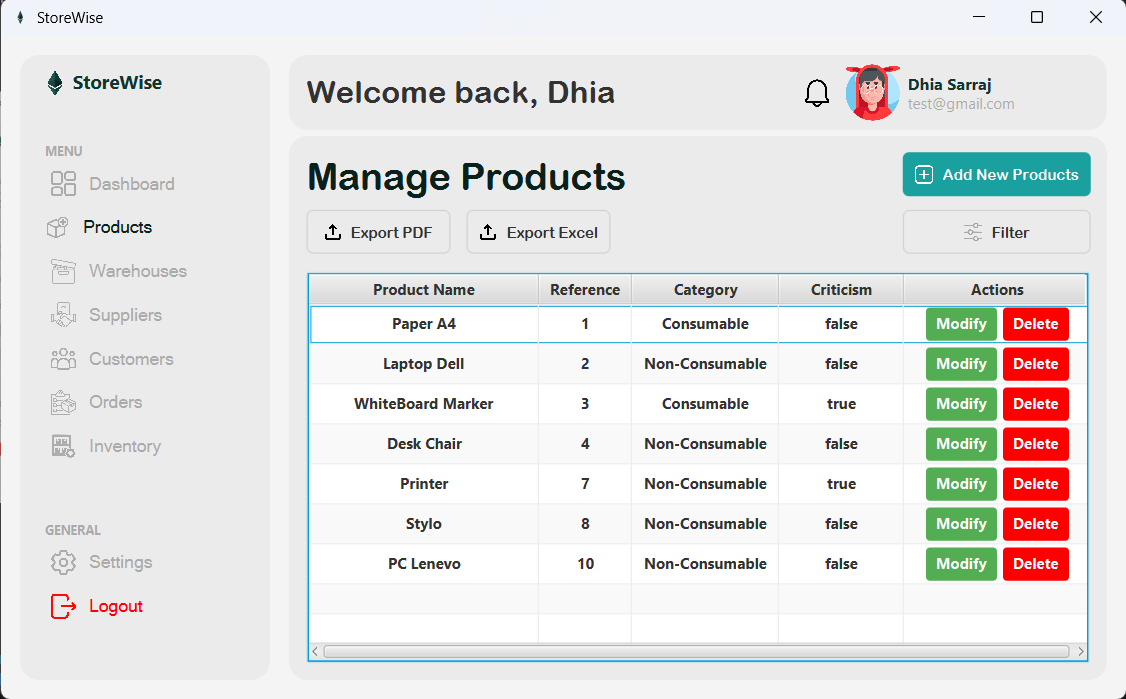 StoreWise
StoreWise
MENU
Dashboard
Products
Warehouses
Suppliers
Customers
Orders
Inventory
GENERAL
Settings
Logout
Welcome back, Dhia
Dhia Sarraj
test@gmail.com
Manage Products
Add New Products
Export PDF Export Excel Filter
Product Name Reference Category Criticism Actions
Paper A4 1 Consumable false Modify Delete
Laptop Dell 2 Non-Consumable false Modify Delete
WhiteBoard Marker 3 Consumable true Modify Delete
Desk Chair 4 Non-Consumable false Modify Delete
Printer 7 Non-Consumable true Modify Delete
Stylo 8 Non-Consumable false Modify Delete
PC Lenevo 10 Non-Consumable false Modify Delete